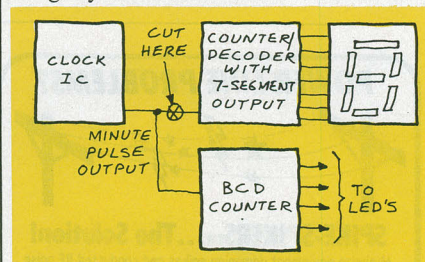 CLOCK
IC
CUT
HERE
COUNTER/
DECODER
WITH
7-SEGMENT
OUTPUT
MINUTE
PULSE
OUTPUT
BCD
COUNTER
TO
LED'S